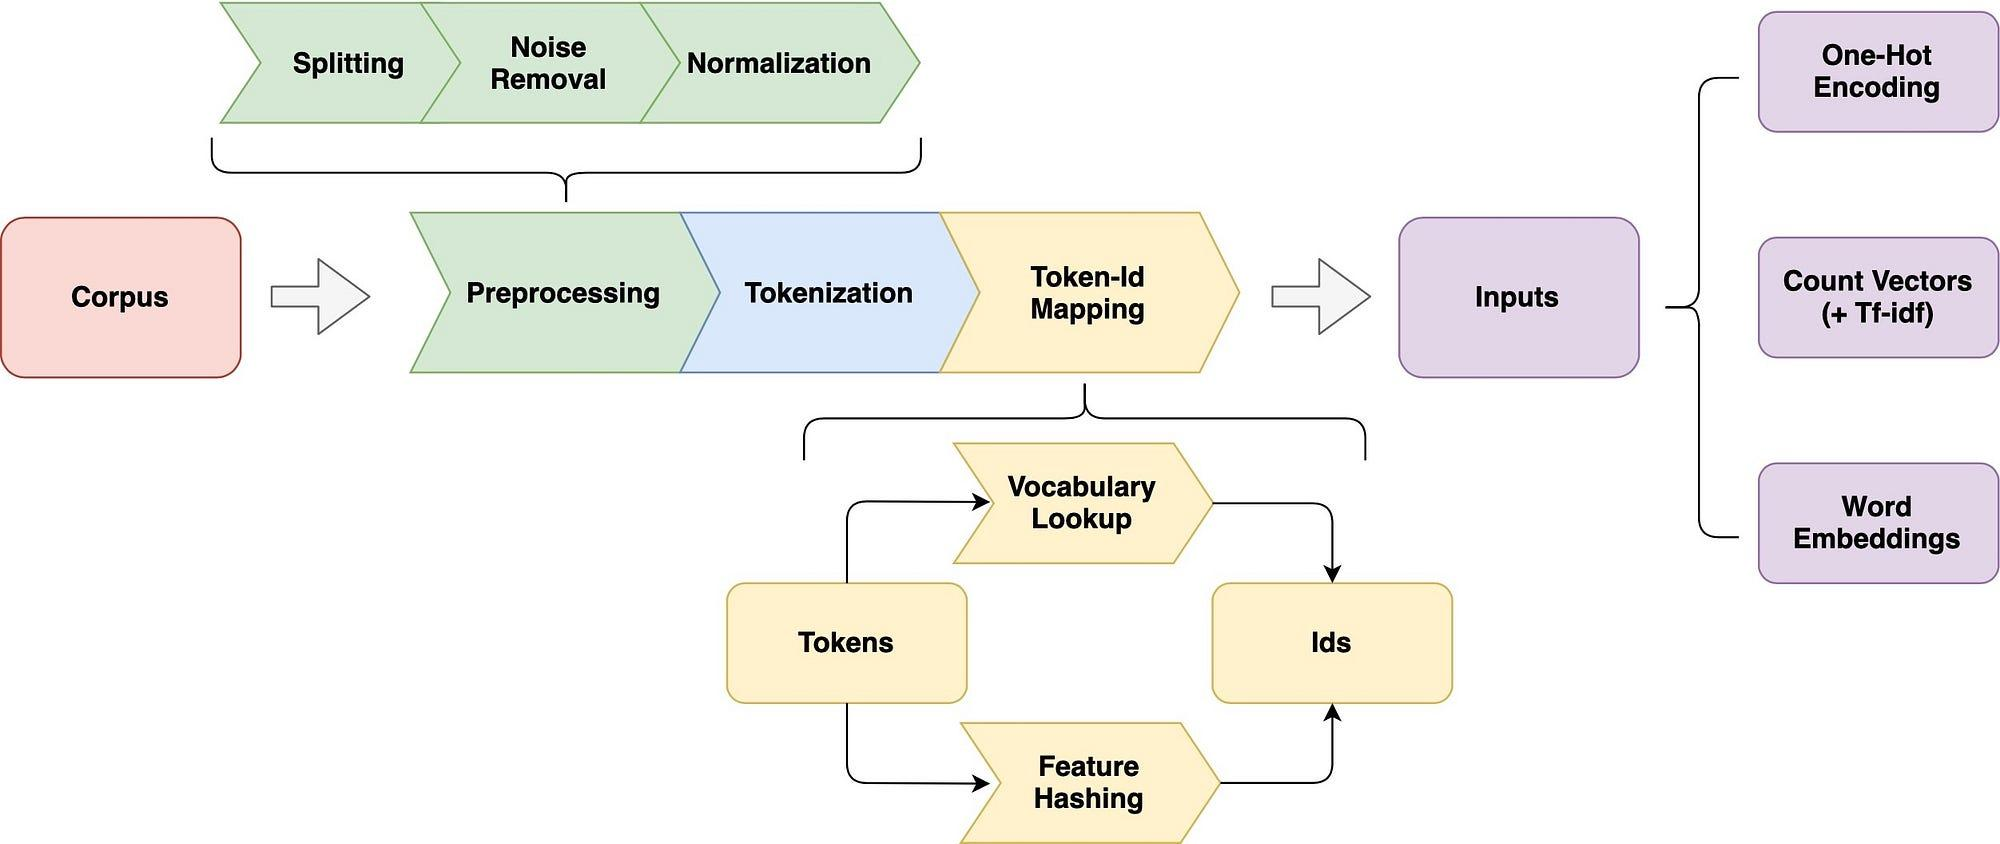 Splitting
Noise
Removal
Normalization
One-Hot
Encoding
Corpus
Preprocessing
Tokenization
Token-Id
Mapping
Inputs
Count Vectors
(+ Tf-idf)
Vocabulary
Lookup
Word
Embeddings
Tokens
Ids
Feature
Hashing